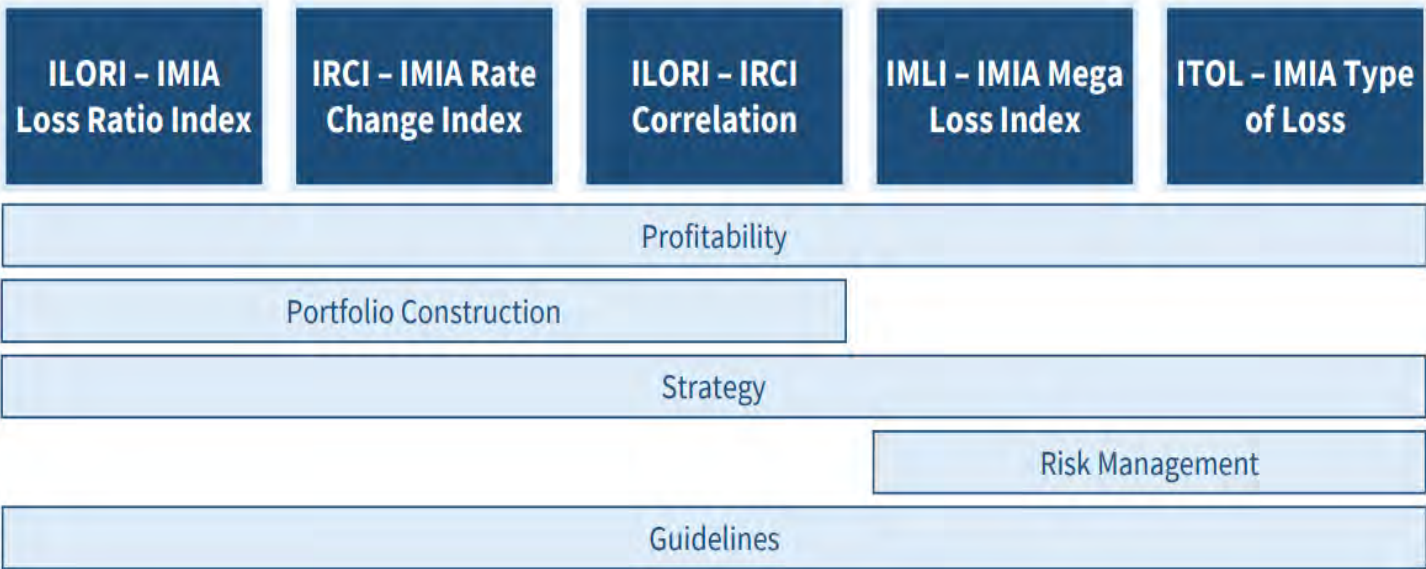 ILORI – IMIA
Loss Ratio Index
IRCI – IMIA Rate
Change Index
ILORI – IRCI
Correlation
IMLI – IMIA Mega
Loss Index
ITOL – IMIA Type
of Loss
Profitability
Portfolio Construction
Strategy
Risk Management
Guidelines